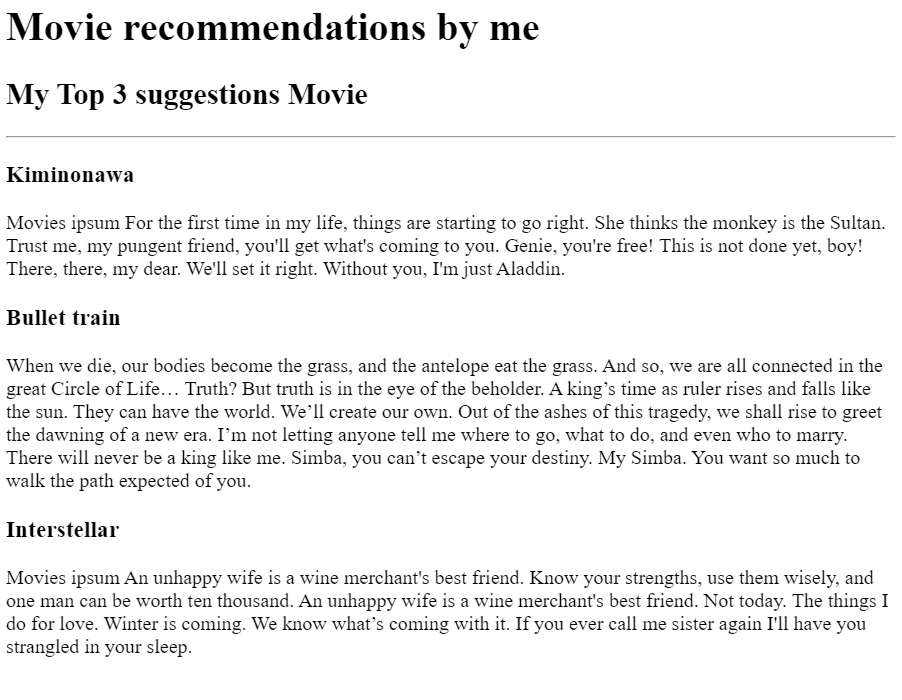 Movie recommendations by me
My Top 3 suggestions Movie
Kiminonawa
Movies ipsum For the first time in my life, things are starting to go right. She thinks the monkey is the Sultan.
Trust me, my pungent friend, you'll get what's coming to you. Genie, you're free! This is not done yet, boy!
There, there, my dear. We'll set it right. Without you, I'm just Aladdin.
Bullet train
When we die, our bodies become the grass, and the antelope eat the grass. And so, we are all connected in the
great Circle of Life… Truth? But truth is in the eye of the beholder. A king’s time as ruler rises and falls like
the sun. They can have the world. We’ll create our own. Out of the ashes of this tragedy, we shall rise to greet
the dawning of a new era. I’m not letting anyone tell me where to go, what to do, and even who to marry.
There will never be a king like me. Simba, you can’t escape your destiny. My Simba. You want so much to
walk the path expected of you.
Interstellar
Movies ipsum An unhappy wife is a wine merchant's best friend. Know your strengths, use them wisely, and
one man can be worth ten thousand. An unhappy wife is a wine merchant's best friend. Not today. The things I
do for love. Winter is coming. We know what’s coming with it. If you ever call me sister again I'll have you
strangled in your sleep.